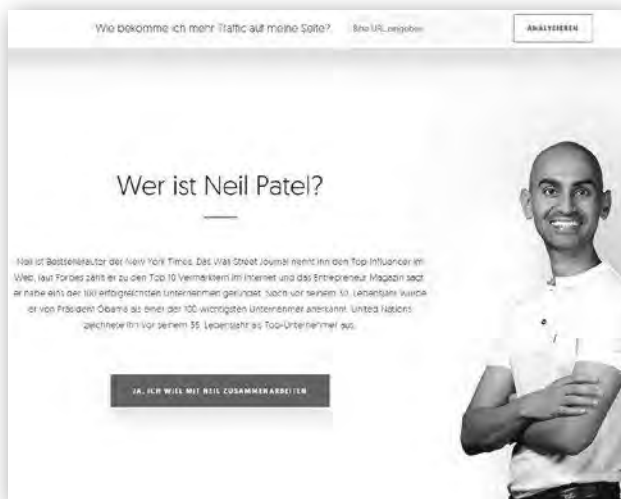 Wie bekomme ich mehr Traffic auf meine Seite? Bitte URL eingeben ANALYSIEREN
Wer ist Neil Patel?
Neil ist Bestsellerautor der New York Times. Das Wall Street Journal nennt ihn den Top Influencer im
Web, laut Forbes zählt er zu den Top 10 Vermarktern im Internet und das Entrepreneur Magazin sagt
er habe eins der 100 erfolgreichsten Unternehmen gegründet. Noch vor seinem 30. Lebensjahr wurde
er von Präsident Obama als einer der 100 wichtigsten Unternehmer anerkannt. United Nations
zeichnete ihn vor seinem 35. Lebensjahr als Top-Unternehmer aus.
JA, ICH WILL MIT NEIL ZUSAMMENARBEITEN